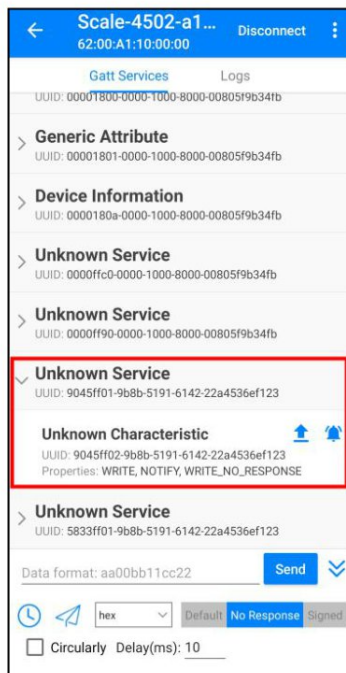 Scale-4502-a1...
62:00:A1:10:00:00
Disconnect
Gatt Services
Logs
UUID: 00001800-0000-1000-8000-00805f9b34fb
Generic Attribute
UUID: 00001801-0000-1000-8000-00805f9b34fb
Device Information
UUID: 0000180a-0000-1000-8000-00805f9b34fb
Unknown Service
UUID: 0000ffc0-0000-1000-8000-00805f9b34fb
Unknown Service
UUID: 0000ff90-0000-1000-8000-00805f9b34fb
Unknown Service
UUID: 9045ff01-9b8b-5191-6142-22a4536ef123
Unknown Characteristic
UUID: 9045ff02-9b8b-5191-6142-22a4536ef123
Properties: WRITE, NOTIFY, WRITE_NO_RESPONSE
Unknown Service
UUID: 5833ff01-9b8b-5191-6142-22a4536ef123
Data format: aa00bb11cc22
Send
hex
Default
No Response
Signed
Circularly
Delay(ms): 10